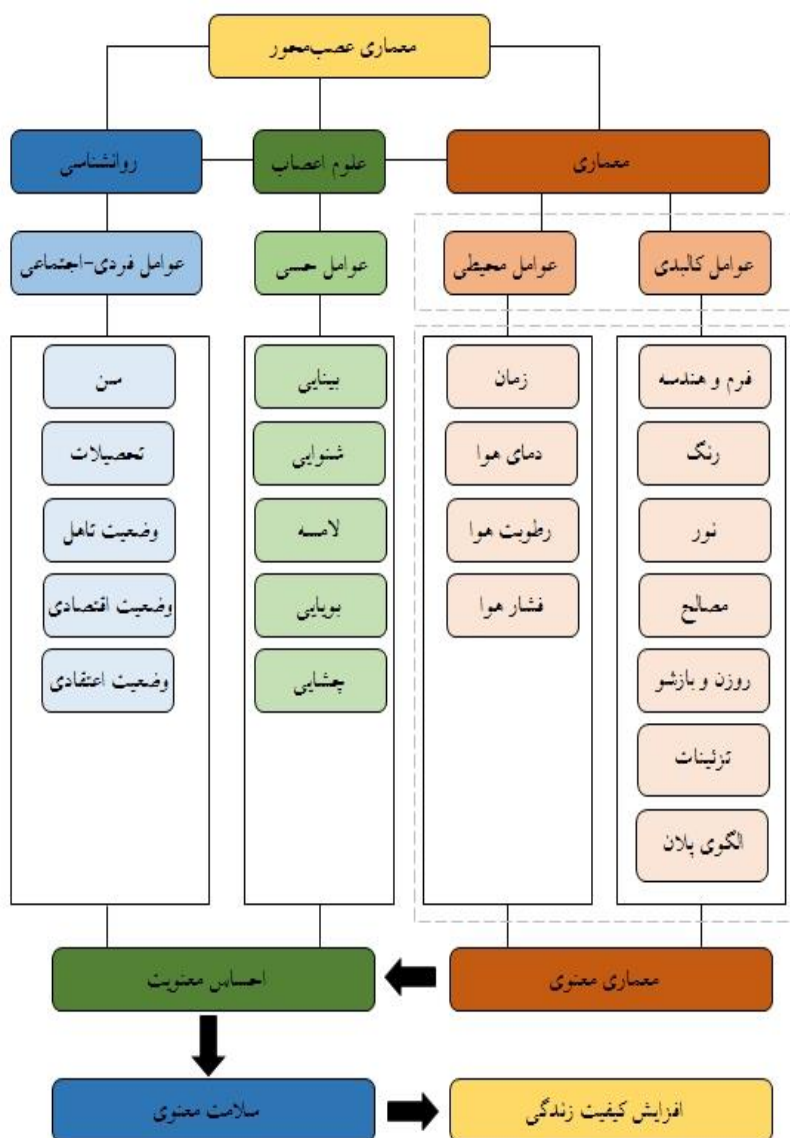 معماری عصب‌محور
معماری
علوم اعصاب
روانشناسی
عوامل کالبدی
عوامل محیطی
عوامل حسی
عوامل فردی-اجتماعی
فرم و هندسه
رنگ
نور
مصالح
روزن و بازشو
تزئینات
الگوی پلان
زمان
دمای هوا
رطوبت هوا
فشار هوا
بینایی
شنوایی
لامسه
بویایی
چشایی
سن
تحصیلات
وضعیت تاهل
وضعیت اقتصادی
وضعیت اعتقادی
معماری معنوی
احساس معنویت
سلامت معنوی
افزایش کیفیت زندگی